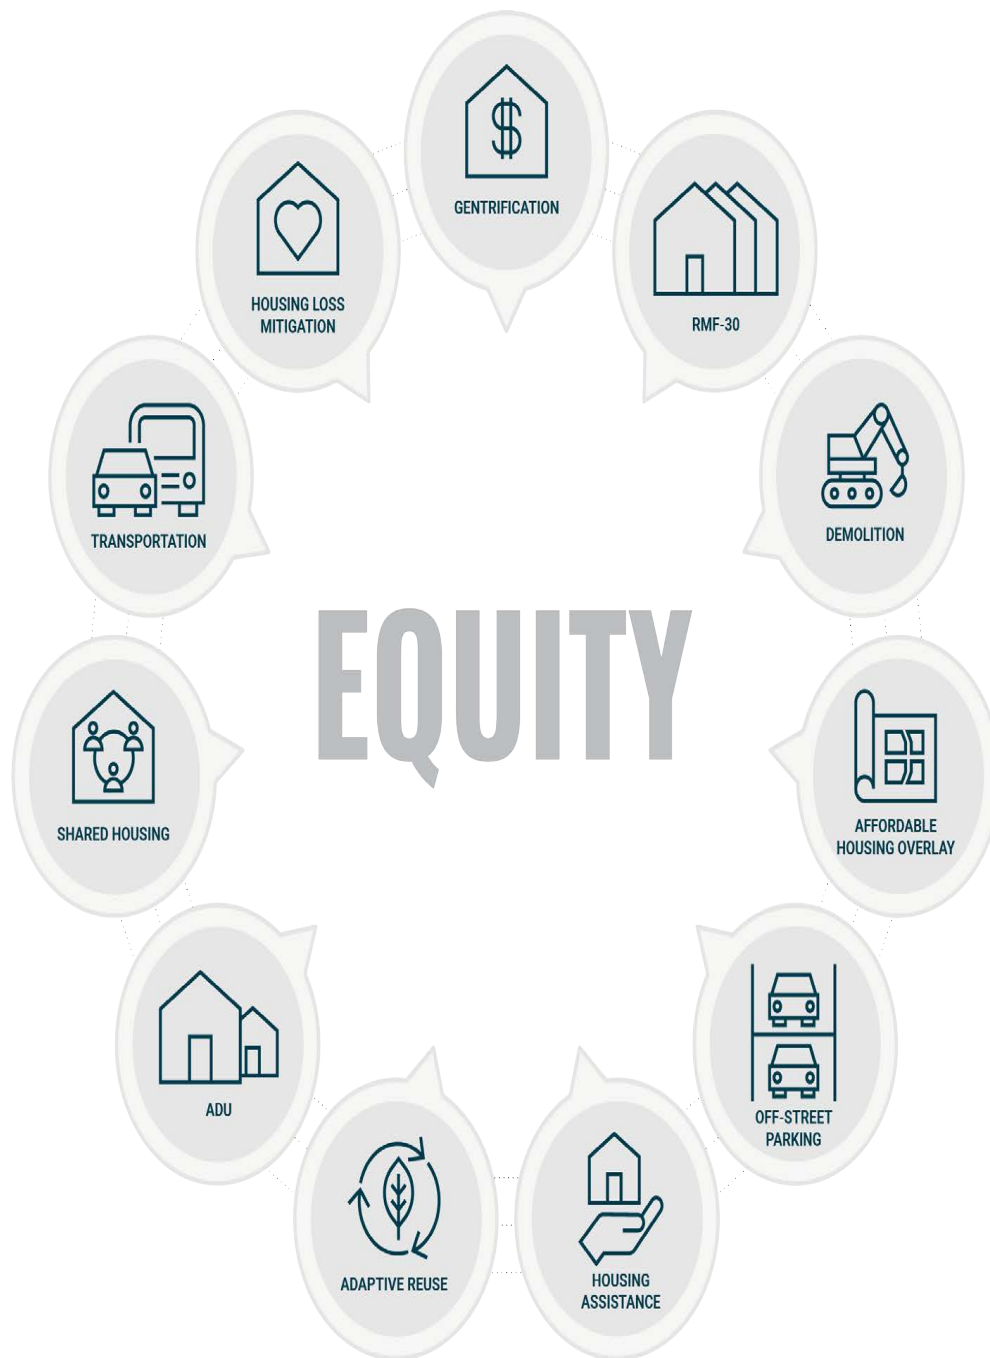 GENTRIFICATION
HOUSING LOSS
MITIGATION
RMF-30
TRANSPORTATION
DEMOLITION
EQUITY
SHARED HOUSING
AFFORDABLE
HOUSING OVERLAY
ADU
OFF-STREET
PARKING
ADAPTIVE REUSE
HOUSING
ASSISTANCE